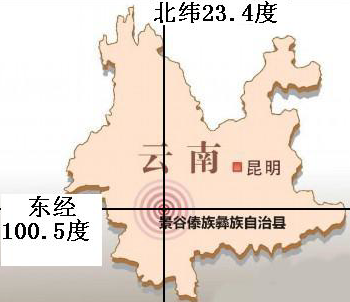 北纬23.4度
云南
昆明
东经
100.5度
景谷傣族彝族自治县